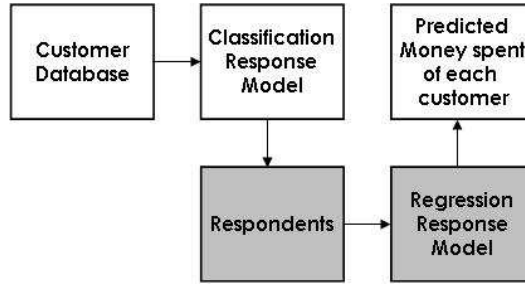 Customer
Database
Classification
Response
Model
Predicted
Money spent
of each
customer
Respondents
Regression
Response
Model